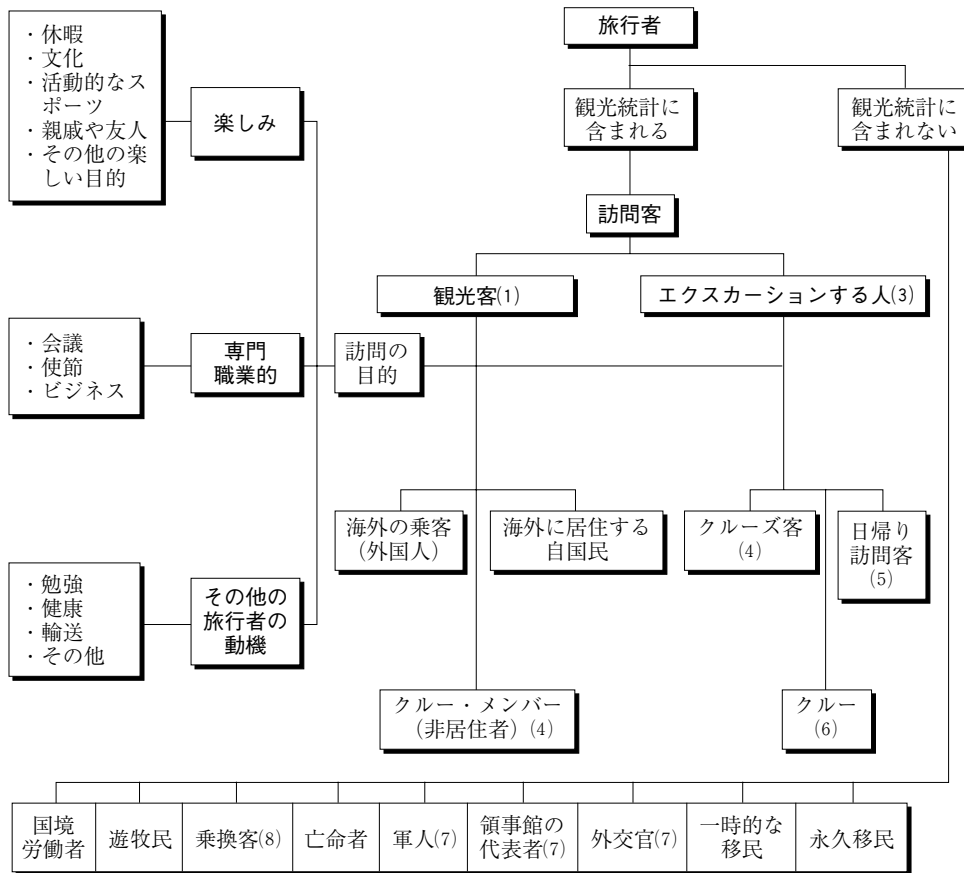 旅行者
観光統計に
含まれる
観光統計に
含まれない
訪問客
観光客(1)
エクスカーションする人(3)
・休暇
・文化
・活動的なス
ポーツ
・親戚や友人
・その他の楽
しい目的
楽しみ
・会議
・使節
・ビジネス
専門
職業的
訪問の
目的
・勉強
・健康
・輸送
・その他
その他の
旅行者の
動機
海外の乗客
(外国人)
海外に居住する
自国民
クルーズ客
(4)
日帰り
訪問客
(5)
クルー・メンバー
(非居住者)(4)
クルー
(6)
国境
労働者
遊牧民
乗換客(8)
亡命者
軍人(7)
領事館の
代表者(7)
外交官(7)
一時的な
移民
永久移民